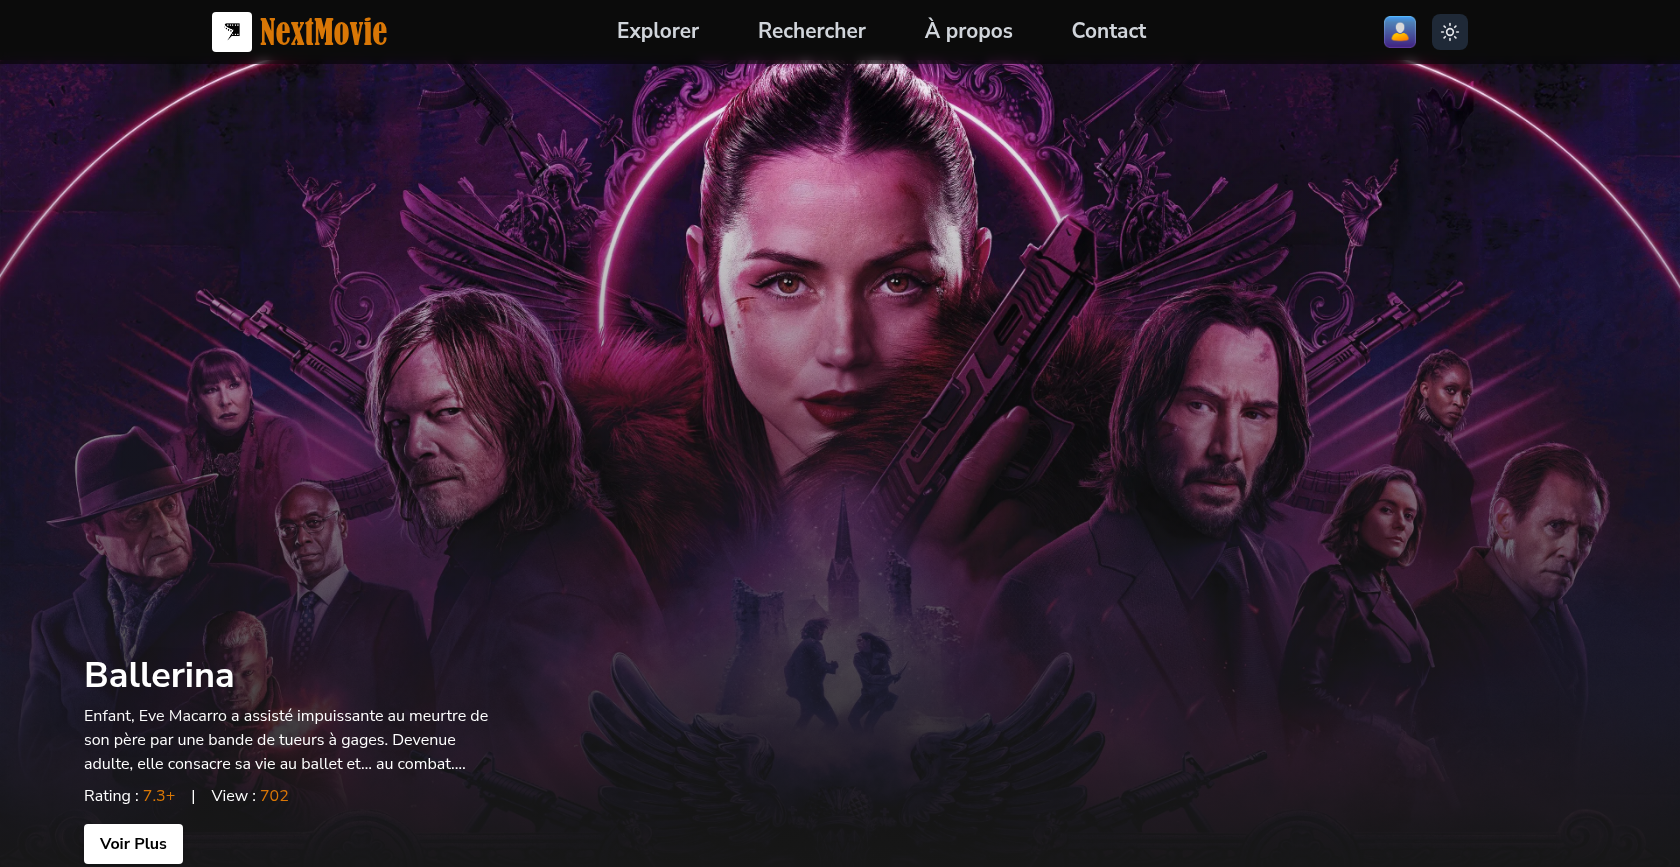 NextMovie
Explorer
Rechercher
À propos
Contact
Ballerina
Enfant, Eve Macarro a assisté impuissante au meurtre de
son père par une bande de tueurs à gages. Devenue
adulte, elle consacre sa vie au ballet et... au combat....
Rating : 7.3+ | View : 702
Voir Plus